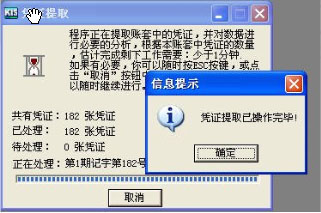 凭证提取
程序正在提取账套中的凭证，并对数据进
行必要的分析，根据本账套中凭证的数量
，估计完成剩下工作需要：少于1分钟
如果有必要，你可以随时按ESC按键，或点
击“取消”按钮中
以随时继续进行
信息提示
凭证提取已操作完毕!
确定
共有凭证：182 张凭证
已处理：182 张凭证
待处理：0 张凭证
正在处理：第1期记字第182号
取消